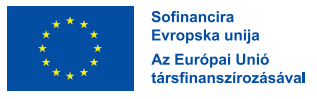 Sofinancira
Evropska unija
Az Európai Unió
társfinanszírozásával